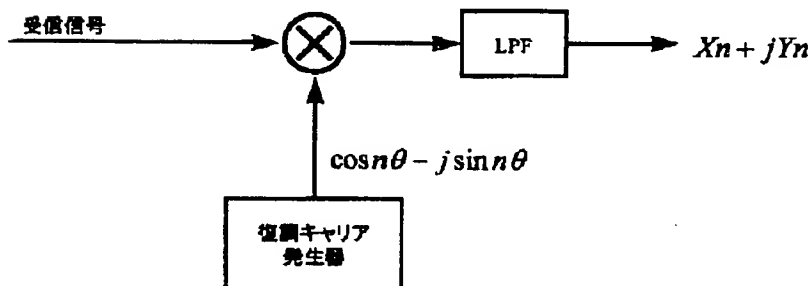 受信信号
LPF
Xn + jYn
cosnθ - jsinnθ
復調キャリア
発生器